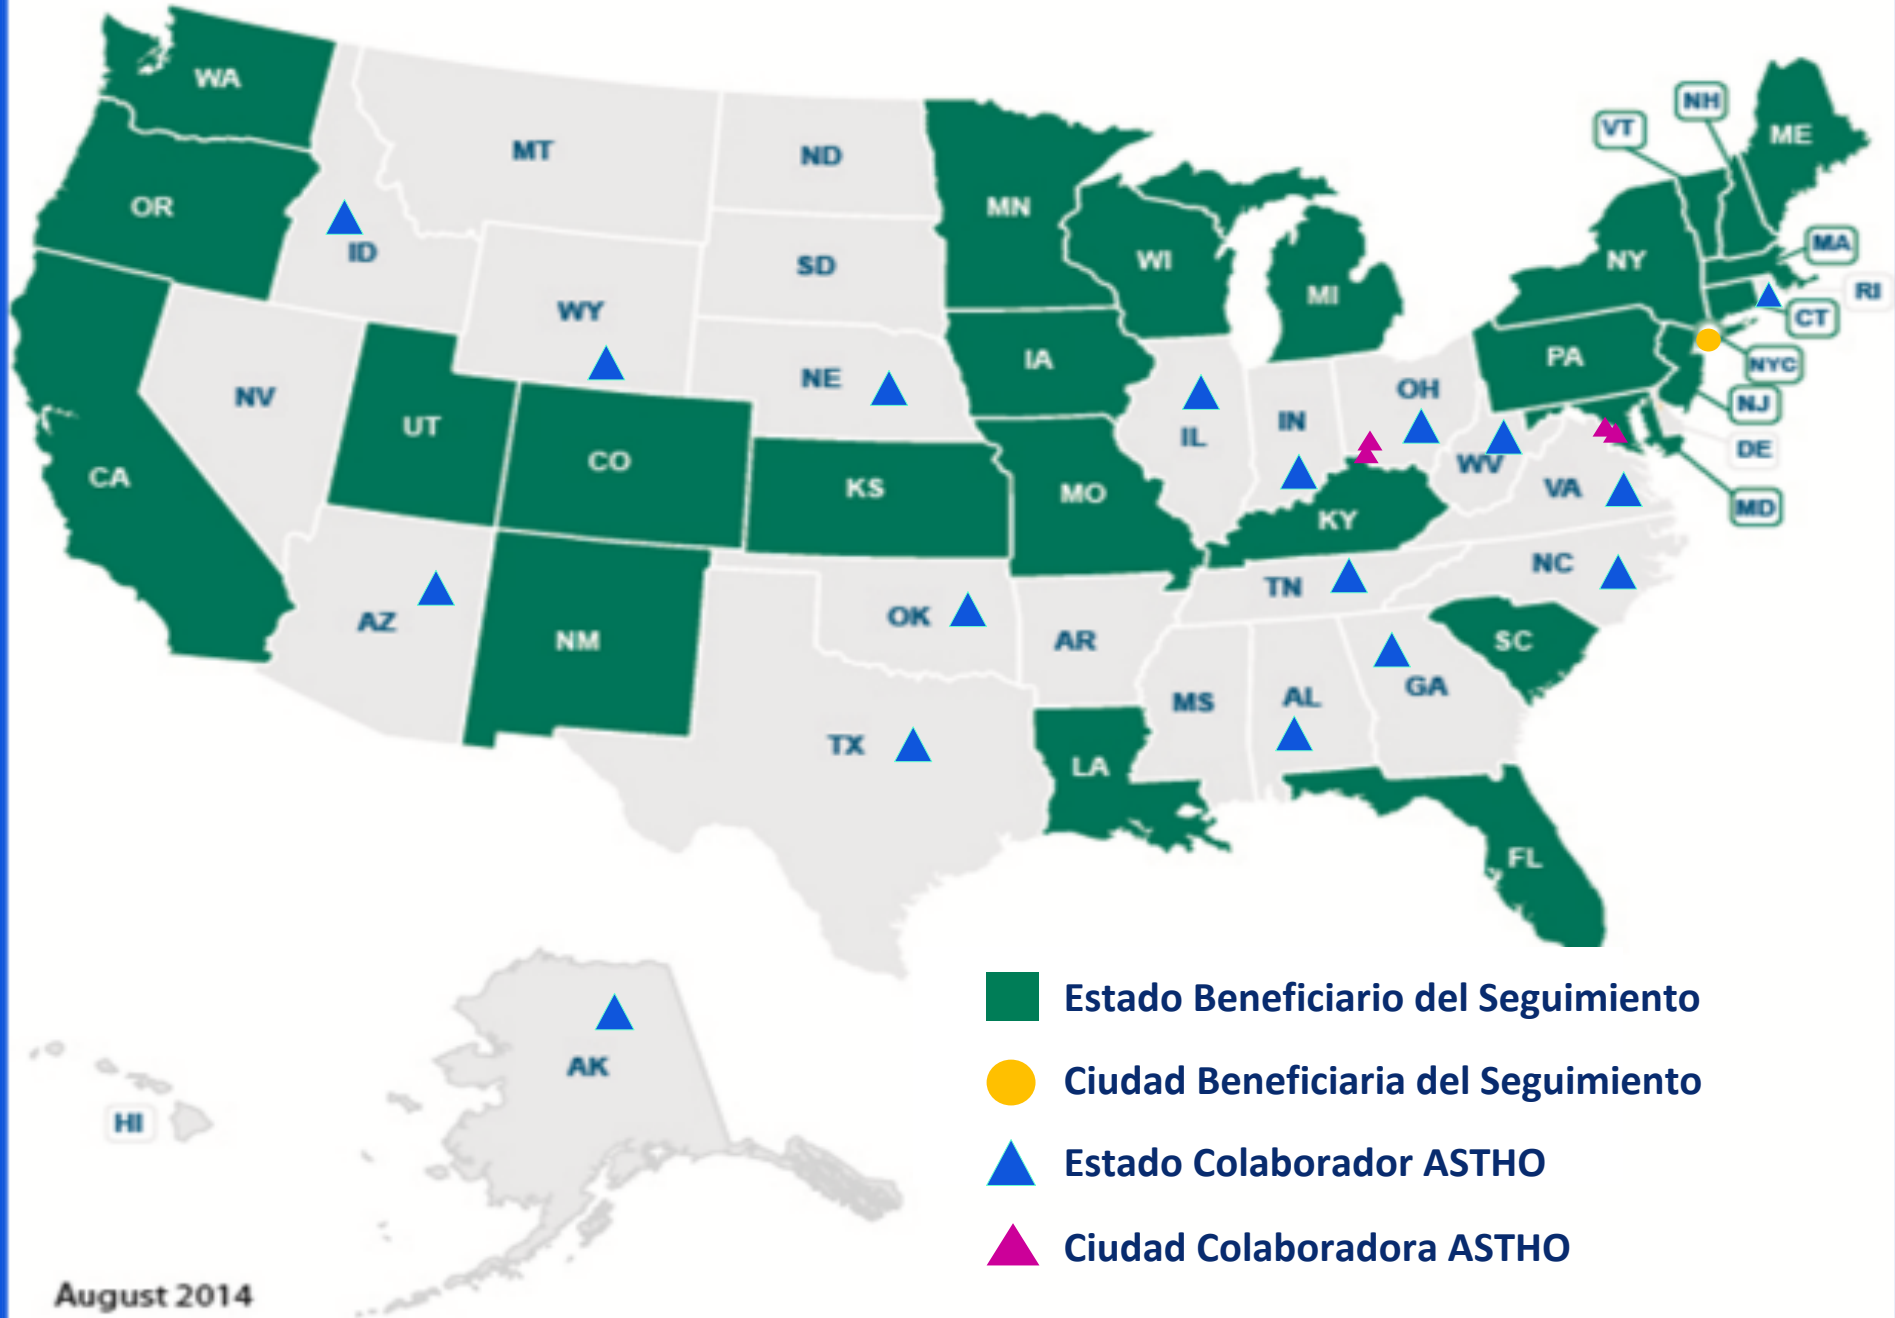 WA
NH
VT
ME
MT
ND
OR
MN
MA
ID
SD
WI
NY
MI
RI
WY
CT
IA
PA
NYC
NE
OH
NV
NJ
UT
IN
IL
DE
CO
WV
CA
KS
MO
VA
MD
KY
NC
TN
AZ
OK
NM
AR
SC
GA
MS
AL
TX
LA
FL
Estado Beneficiario del Seguimiento
AK
Ciudad Beneficiaria del Seguimiento
HI
Estado Colaborador ASTHO
Ciudad Colaboradora ASTHO
August 2014